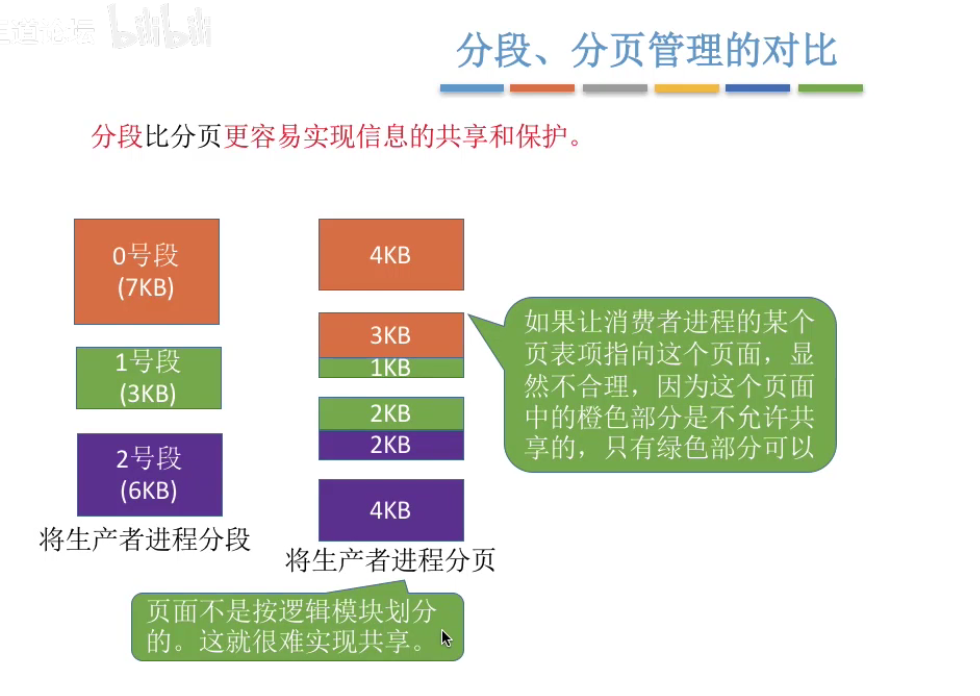 bilibili
分段、分页管理的对比
分段比分页更容易实现信息的共享和保护。
0号段
(7KB)
1号段
(3KB)
2号段
(6KB)
将生产者进程分段
4KB
3KB
1KB
2KB
2KB
4KB
将生产者进程分页
如果让消费者进程的某个
页表项指向这个页面，显
然不合理，因为这个页面
中的橙色部分是不允许共
享的，只有绿色部分可以
页面不是按逻辑模块划分
的。这就很难实现共享。